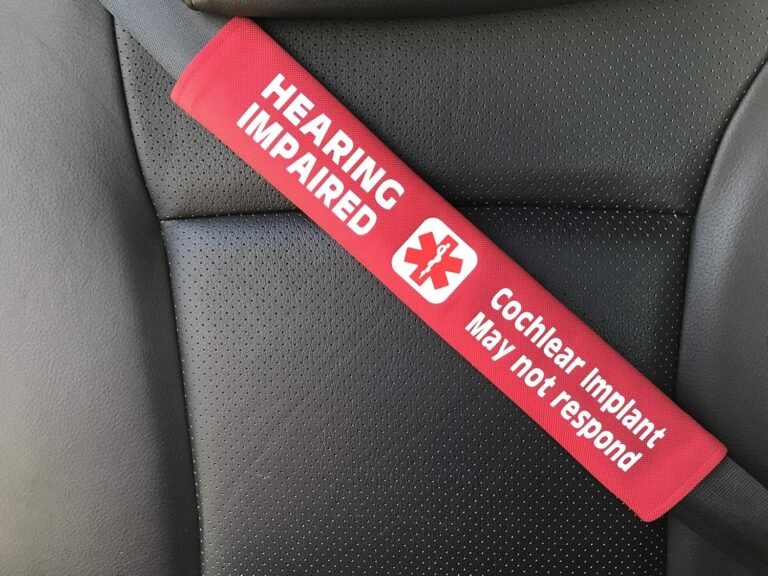 HEARING
IMPAIRED
Cochlear Implant
May not respond